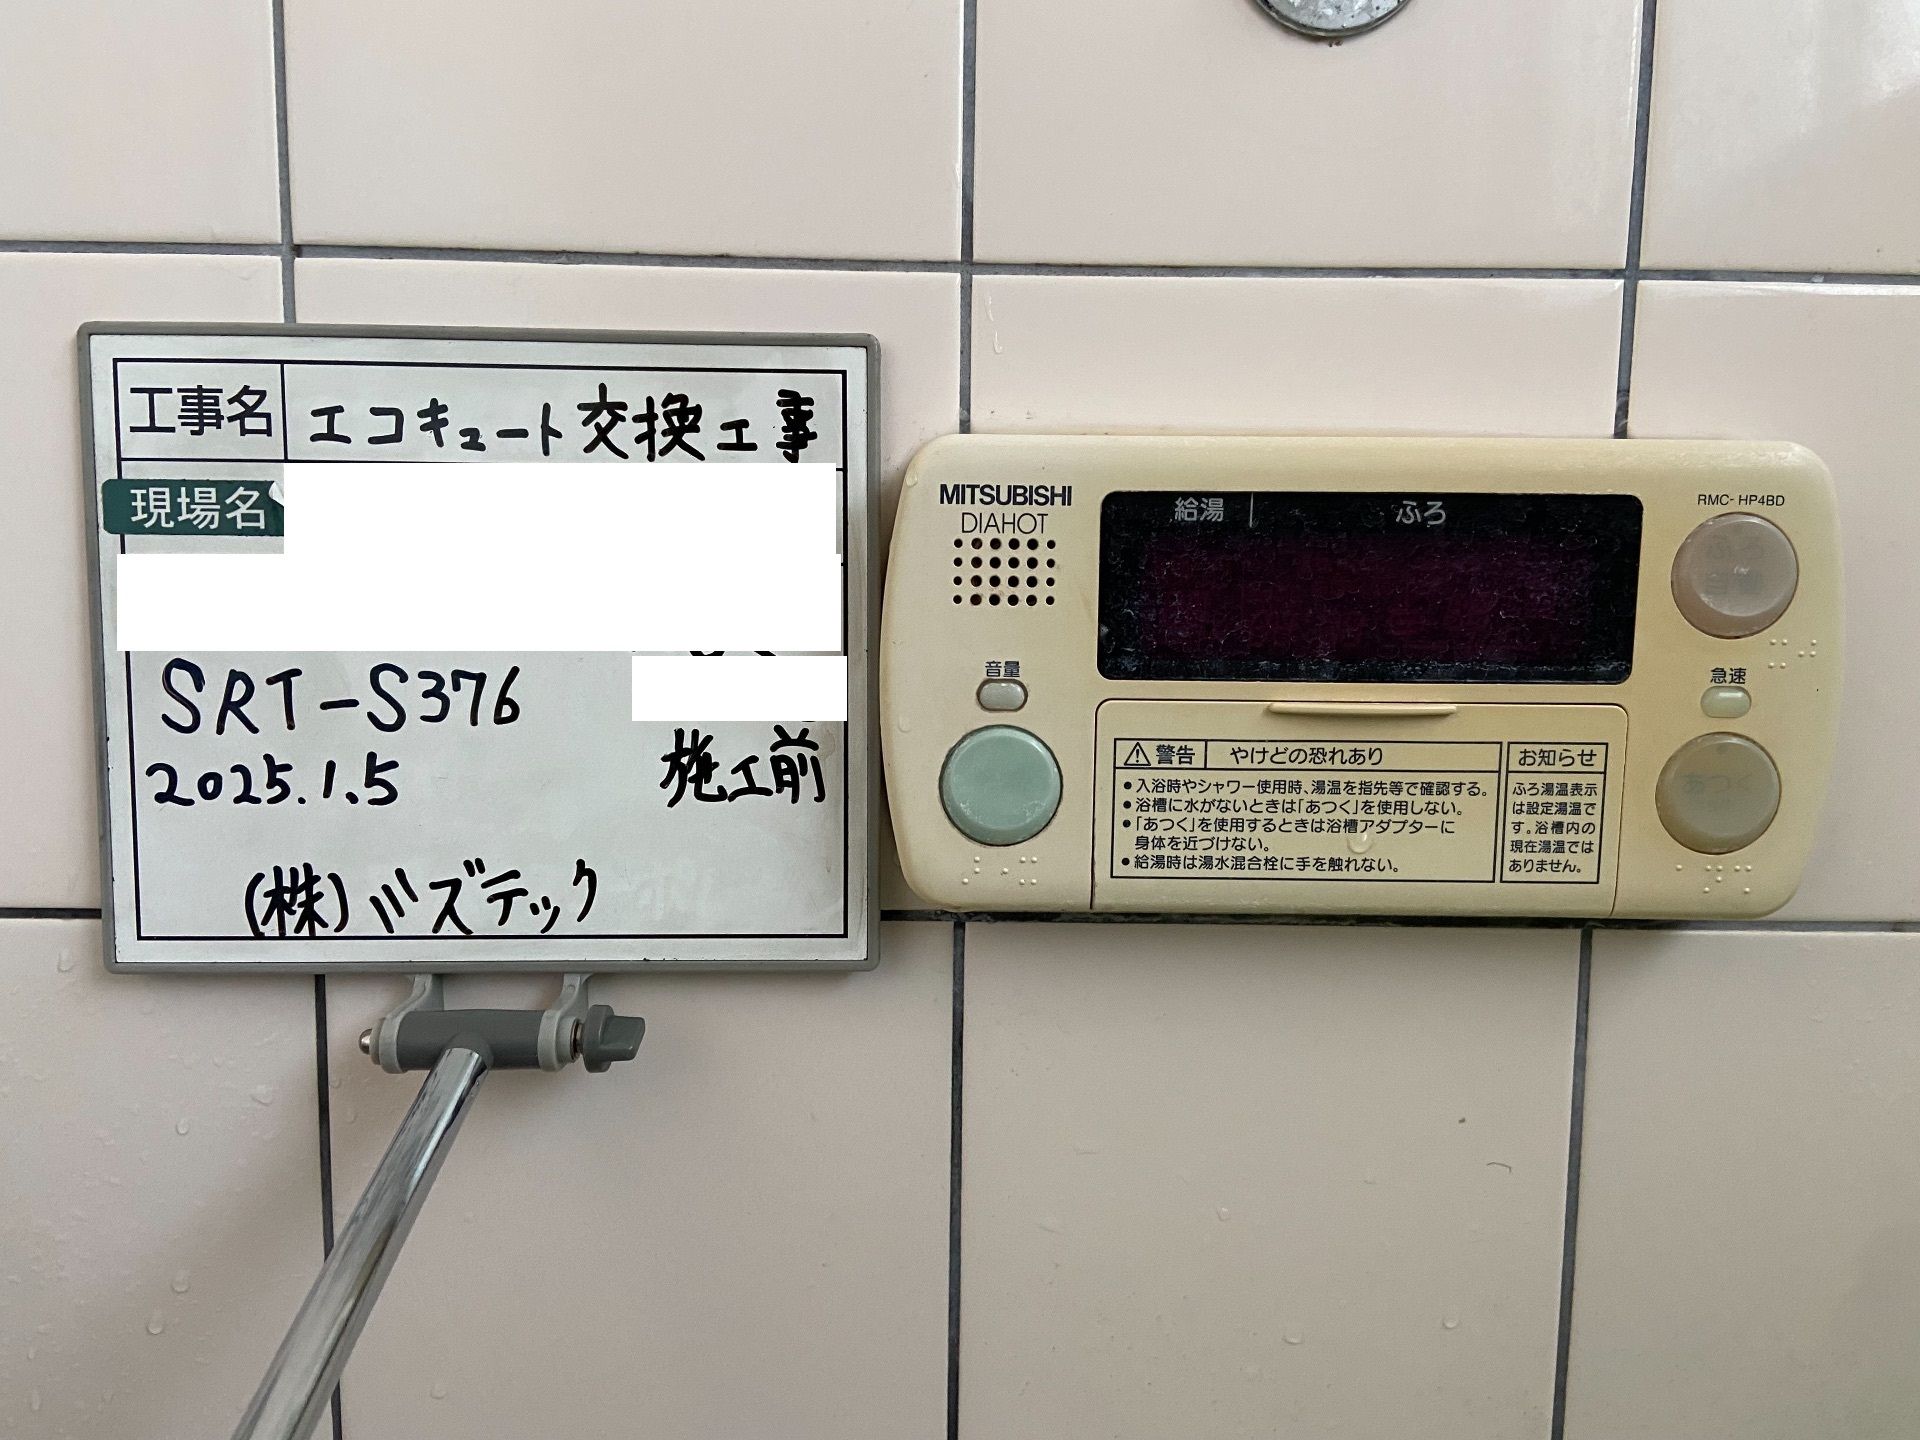 工事名 エコキュート交換工事
現場名
SRT-S376
2025.1.5
施工前
(株)ミズテック
MITSUBISHI
DIAHOT
給湯 ふろ
RMC-HP4BD
音量
急速
あつく
警告 やけどの恐れあり
●入浴時やシャワー使用時、湯温を指先等で確認する。
●浴槽に水がないときは「あつく」を使用しない。
●「あつく」を使用するときは浴槽アダプターに
身体を近づけない。
●給湯時は湯水混合栓に手を触れない。
お知らせ
ふろ湯温表示
は設定湯温で
す。浴槽内の
現在湯温では
ありません。